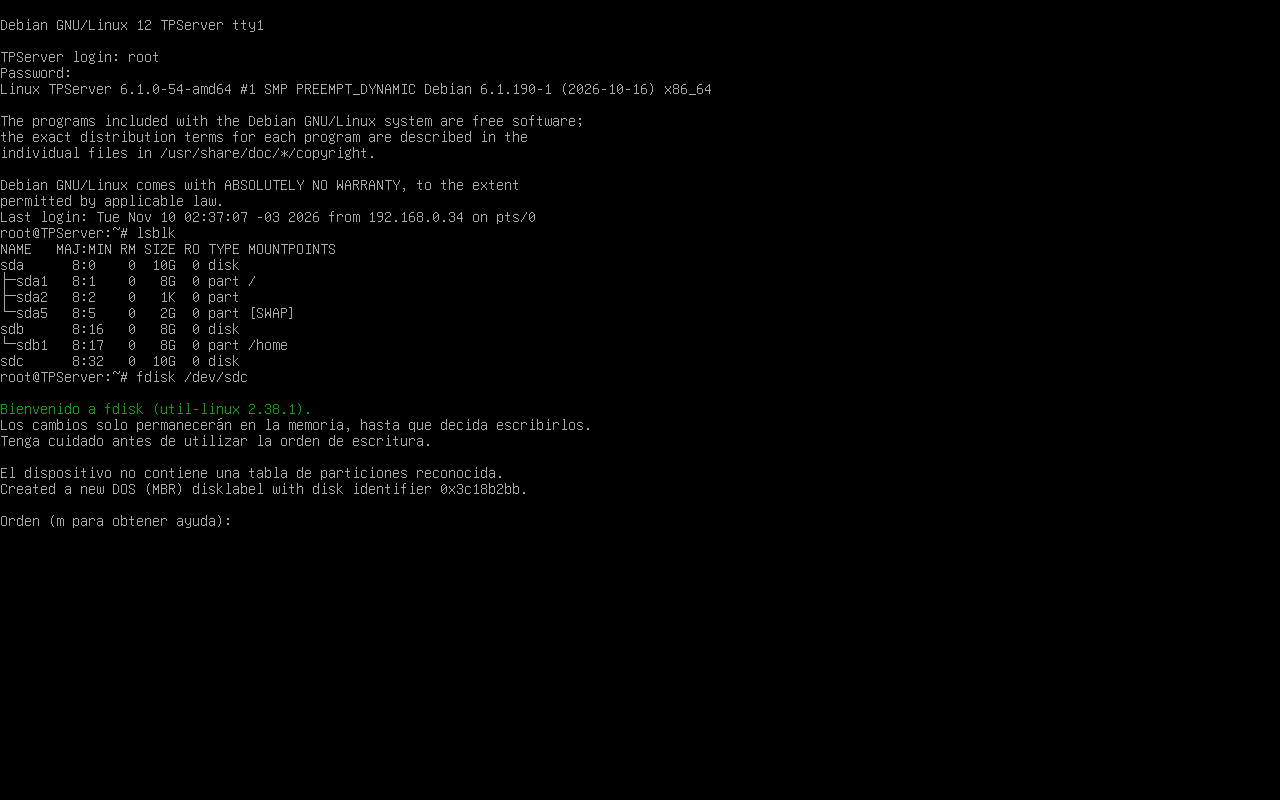 Debian GNU/Linux 12 TPServer tty1
TPServer login: root
Password:
Linux TPServer 6.1.0-54-amd64 #1 SMP PREEMPT_DYNAMIC Debian 6.1.190-1 (2026-10-16) x86_64
The programs included with the Debian GNU/Linux system are free software;
the exact distribution terms for each program are described in the
individual files in /usr/share/doc/*/copyright.
Debian GNU/Linux comes with ABSOLUTELY NO WARRANTY, to the extent
permitted by applicable law.
Last login: Tue Nov 10 02:37:07 -03 2026 from 192.168.0.34 on pts/0
root@TPServer:~# lsblk
NAME   MAJ:MIN RM SIZE RO TYPE MOUNTPOINTS
sda      8:0    0  10G  0 disk
├─sda1   8:1    0   8G  0 part /
├─sda2   8:2    0   1K  0 part
└─sda5   8:5    0   2G  0 part [SWAP]
sdb      8:16   0   8G  0 disk
└─sdb1   8:17   0   8G  0 part /home
sdc      8:32   0  10G  0 disk
root@TPServer:~# fdisk /dev/sdc
Bienvenido a fdisk (util-linux 2.38.1).
Los cambios solo permanecerán en la memoria, hasta que decida escribirlos.
Tenga cuidado antes de utilizar la orden de escritura.
El dispositivo no contiene una tabla de particiones reconocida.
Created a new DOS (MBR) disklabel with disk identifier 0x3c18b2bb.
Orden (m para obtener ayuda):